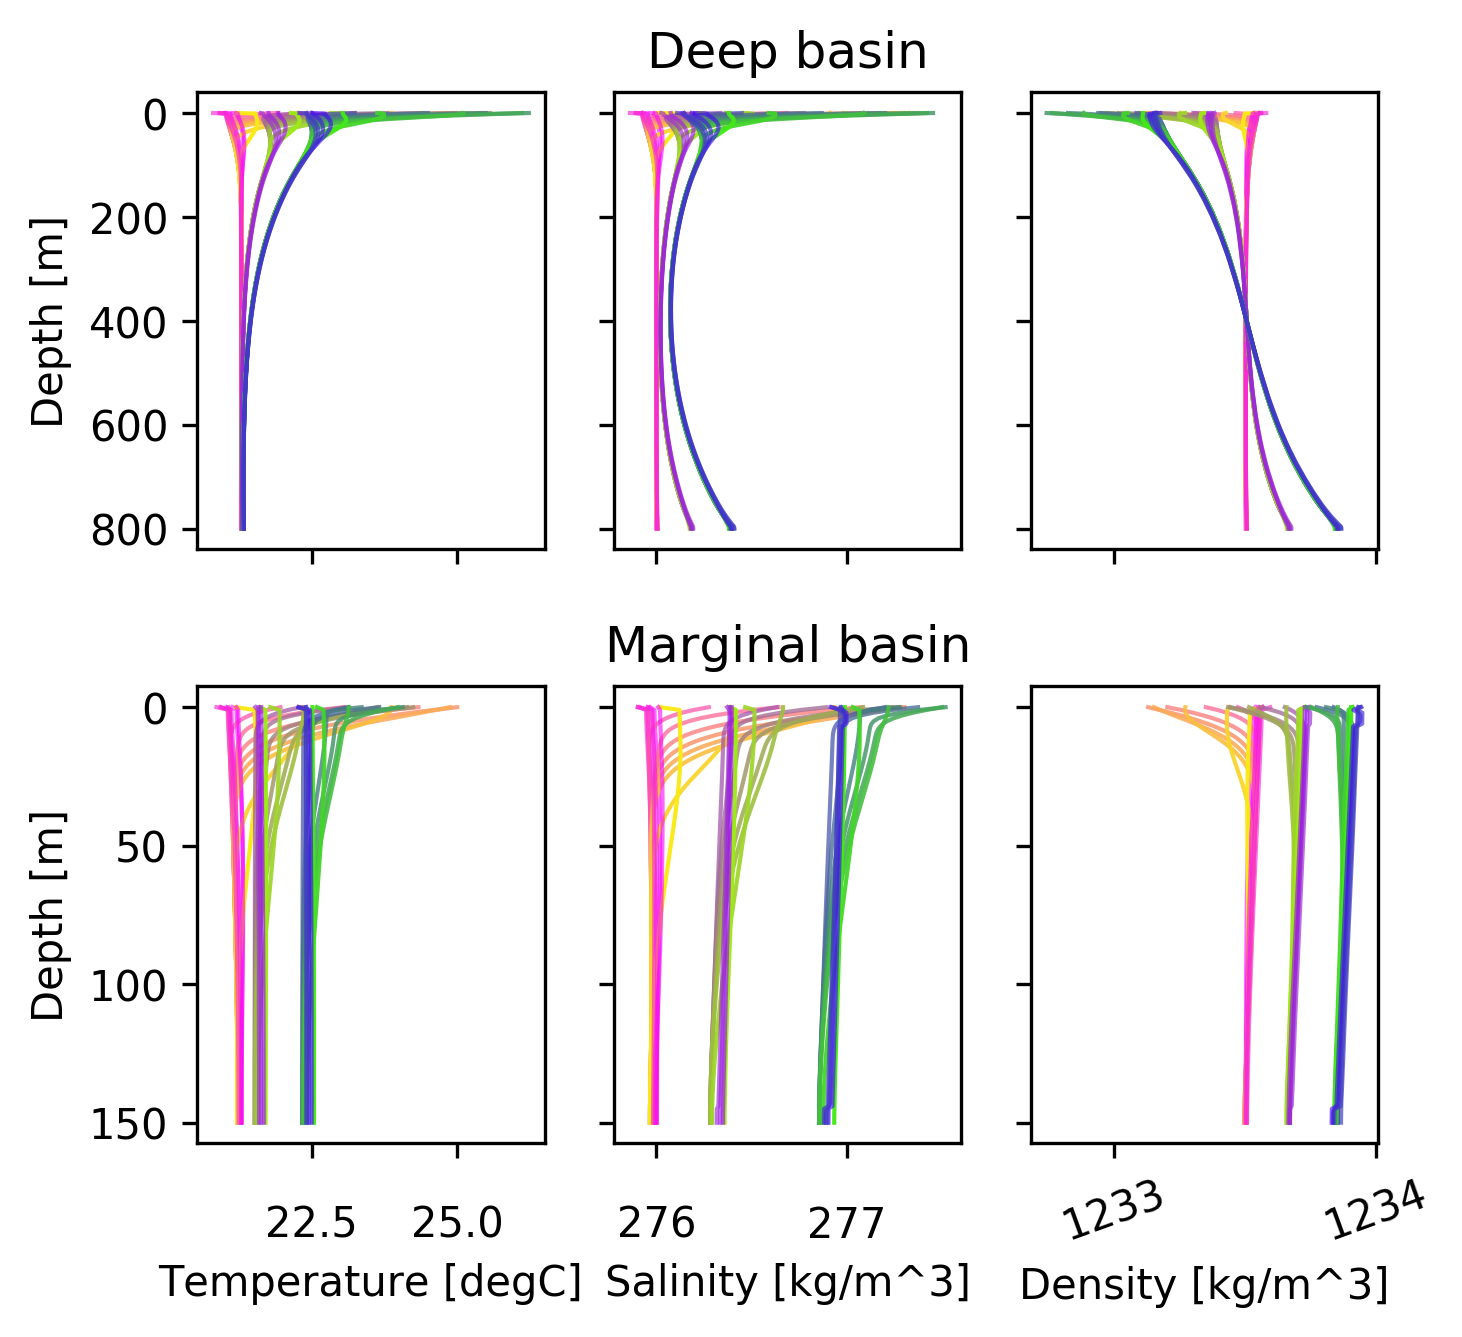 Deep basin
0
200
400
600
800
Depth [m]
Marginal basin
0
50
100
150
Depth [m]
22.5 25.0
276 277
1233 1234
Temperature [degC] Salinity [kg/m^3] Density [kg/m^3]